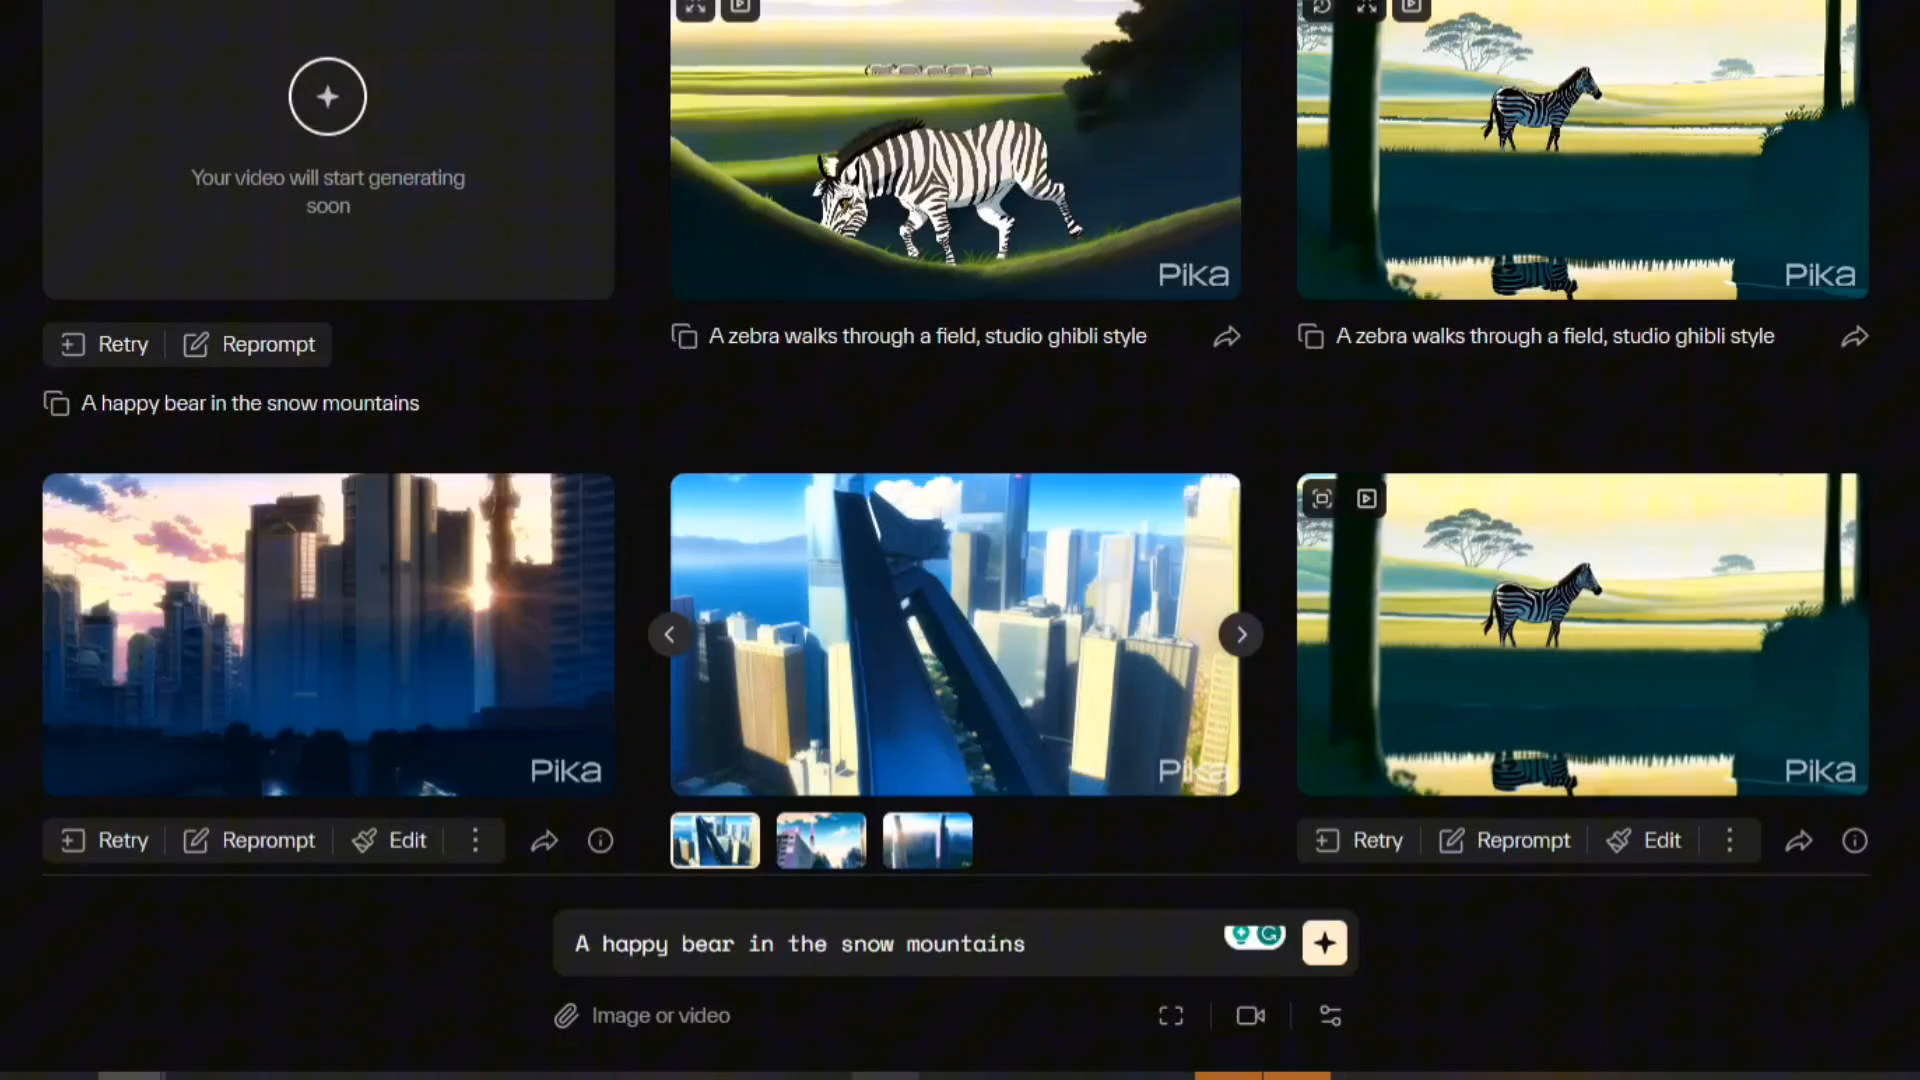 Your video will start generating
soon
Pika
Pika
Retry
Reprompt
A zebra walks through a field, studio ghibli style
A zebra walks through a field, studio ghibli style
A happy bear in the snow mountains
Pika
Pika
Pika
Retry
Reprompt
Edit
Retry
Reprompt
Edit
A happy bear in the snow mountains
Image or video